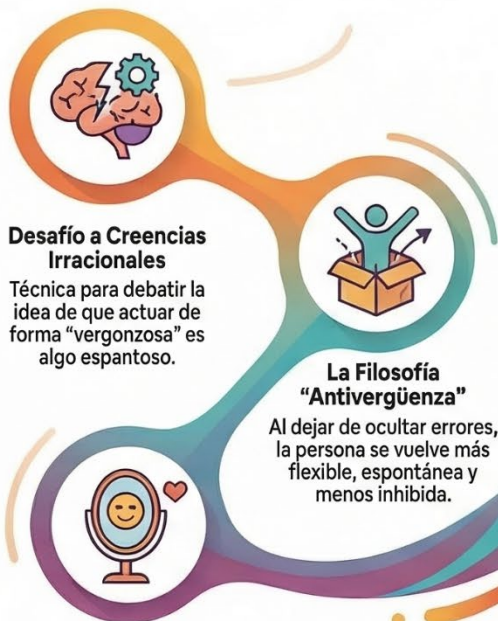 Desafío a Creencias
Irracionales
Técnica para debatir la
idea de que actuar de
forma “vergonzosa” es
algo espantoso.
La Filosofía
“Antivergüenza”
Al dejar de ocultar errores,
la persona se vuelve más
flexible, espontánea y
menos inhibida.